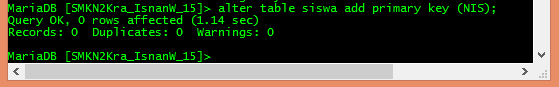 MariaDB [SMKN2Kra_IsnanW_15]> alter table siswa add primary key (NIS);
Query OK, 0 rows affected (1.14 sec)
Records: 0  Duplicates: 0  Warnings: 0
MariaDB [SMKN2Kra_IsnanW_15]>